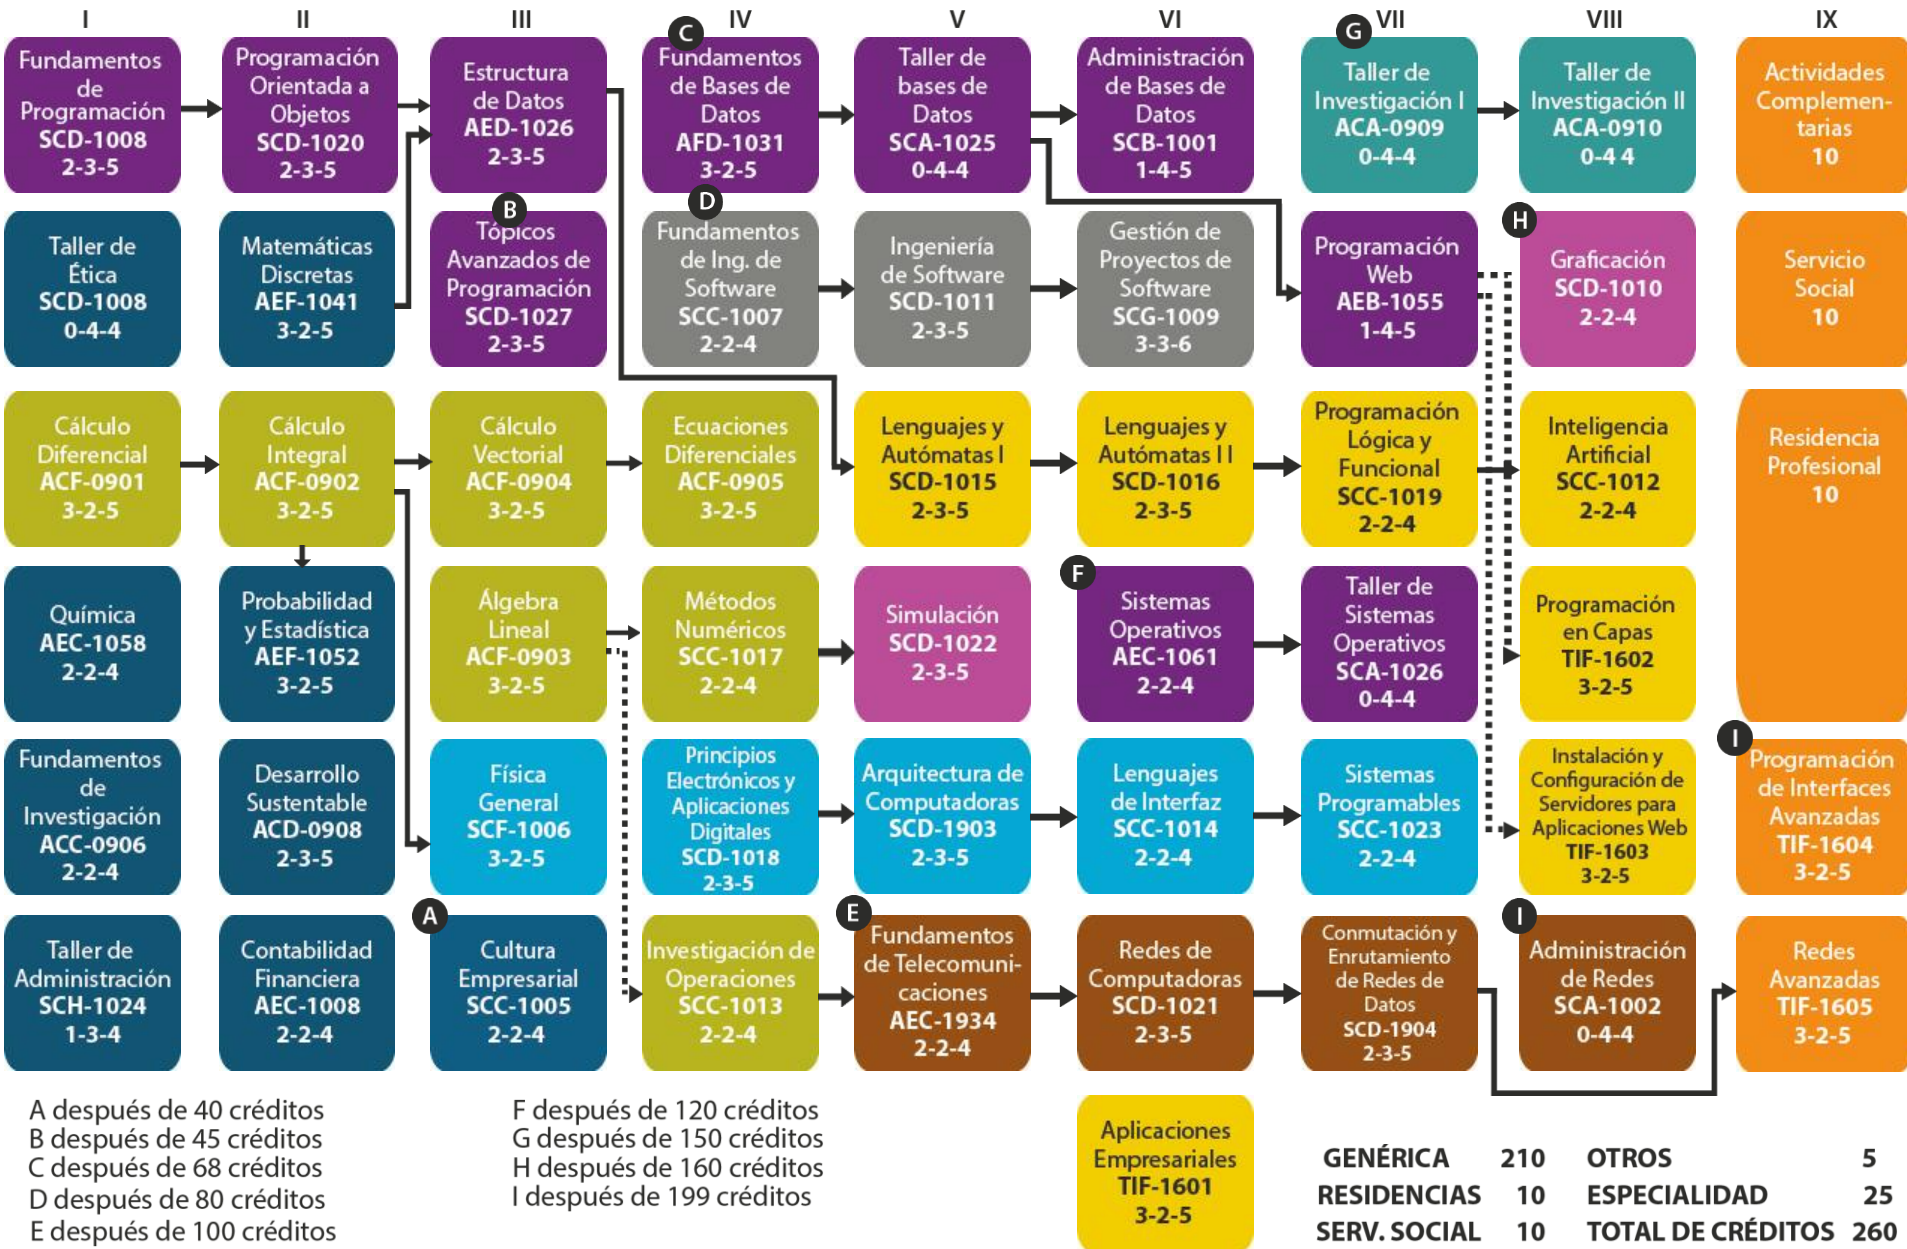 I II III IV V VI VII VIII IX
Fundamentos
de
Programación
SCD-1008
2-3-5
Programación
Orientada a
Objetos
SCD-1020
2-3-5
Estructura
de Datos
AED-1026
2-3-5
C
Fundamentos
de Bases de
Datos
AFD-1031
3-2-5
Taller de
bases de
Datos
SCA-1025
0-4-4
Administración
de Bases de
Datos
SCB-1001
1-4-5
G
Taller de
Investigación I
ACA-0909
0-4-4
Taller de
Investigación II
ACA-0910
0-4 4
Actividades
Complemen-
tarias
10
Taller de
Ética
SCD-1008
0-4-4
Matemáticas
Discretas
AEF-1041
3-2-5
B
Tópicos
Avanzados de
Programación
SCD-1027
2-3-5
D
Fundamentos
de Ing. de
Software
SCC-1007
2-2-4
Ingeniería
de Software
SCD-1011
2-3-5
Gestión de
Proyectos de
Software
SCG-1009
3-3-6
Programación
Web
AEB-1055
1-4-5
H
Graficación
SCD-1010
2-2-4
Servicio
Social
10
Cálculo
Diferencial
ACF-0901
3-2-5
Cálculo
Integral
ACF-0902
3-2-5
Cálculo
Vectorial
ACF-0904
3-2-5
Ecuaciones
Diferenciales
ACF-0905
3-2-5
Lenguajes y
Autómatas I
SCD-1015
2-3-5
Lenguajes y
Autómatas I I
SCD-1016
2-3-5
Programación
Lógica y
Funcional
SCC-1019
2-2-4
Inteligencia
Artificial
SCC-1012
2-2-4
Residencia
Profesional
10
Química
AEC-1058
2-2-4
Probabilidad
y Estadística
AEF-1052
3-2-5
Álgebra
Lineal
ACF-0903
3-2-5
Métodos
Numéricos
SCC-1017
2-2-4
Simulación
SCD-1022
2-3-5
F
Sistemas
Operativos
AEC-1061
2-2-4
Taller de
Sistemas
Operativos
SCA-1026
0-4-4
Programación
en Capas
TIF-1602
3-2-5
Fundamentos
de
Investigación
ACC-0906
2-2-4
Desarrollo
Sustentable
ACD-0908
2-3-5
Física
General
SCF-1006
3-2-5
Principios
Electrónicos y
Aplicaciones
Digitales
SCD-1018
2-3-5
Arquitectura de
Computadoras
SCD-1903
2-3-5
Lenguajes
de Interfaz
SCC-1014
2-2-4
Sistemas
Programables
SCC-1023
2-2-4
Instalación y
Configuración de
Servidores para
Aplicaciones Web
TIF-1603
3-2-5
I
Programación
de Interfaces
Avanzadas
TIF-1604
3-2-5
Taller de
Administración
SCH-1024
1-3-4
Contabilidad
Financiera
AEC-1008
2-2-4
A
Cultura
Empresarial
SCC-1005
2-2-4
Investigación de
Operaciones
SCC-1013
2-2-4
E
Fundamentos
de Telecomuni-
caciones
AEC-1934
2-2-4
Redes de
Computadoras
SCD-1021
2-3-5
Conmutación y
Enrutamiento
de Redes de
Datos
SCD-1904
2-3-5
I
Administración
de Redes
SCA-1002
0-4-4
Redes
Avanzadas
TIF-1605
3-2-5
A después de 40 créditos
B después de 45 créditos
C después de 68 créditos
D después de 80 créditos
E después de 100 créditos
F después de 120 créditos
G después de 150 créditos
H después de 160 créditos
I después de 199 créditos
Aplicaciones
Empresariales
TIF-1601
3-2-5
GENÉRICA 210 OTROS 5
RESIDENCIAS 10 ESPECIALIDAD 25
SERV. SOCIAL 10 TOTAL DE CRÉDITOS 260